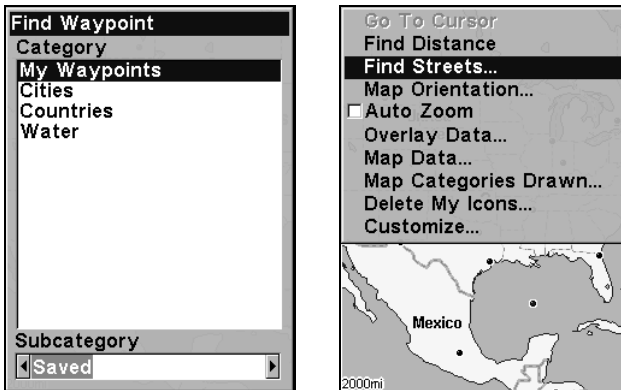 Find Waypoint
Category
My Waypoints
Cities
Countries
Water
Subcategory
Saved
Go To Cursor
Find Distance
Find Streets...
Map Orientation...
Auto Zoom
Overlay Data...
Map Data...
Map Categories Drawn...
Delete My Icons...
Customize...
Mexico
2000mi